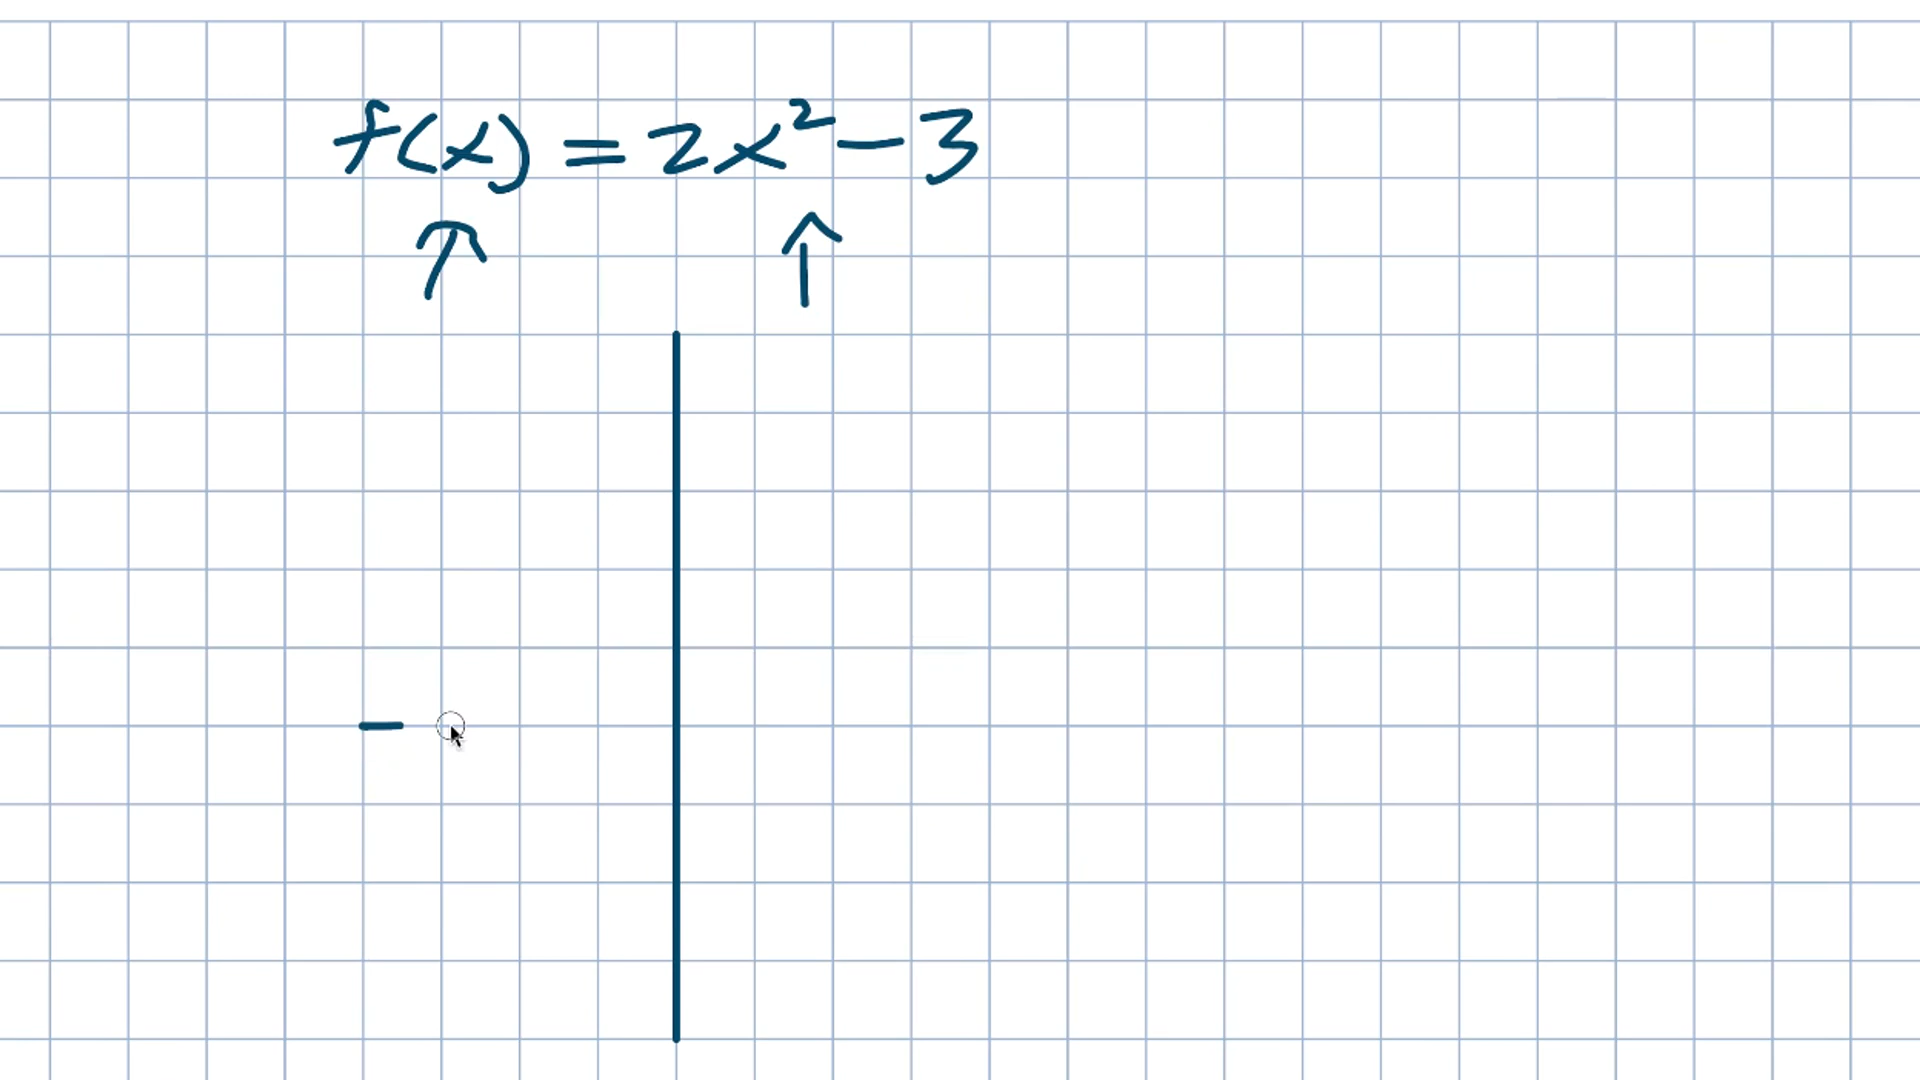 f(x) = 2x² - 3